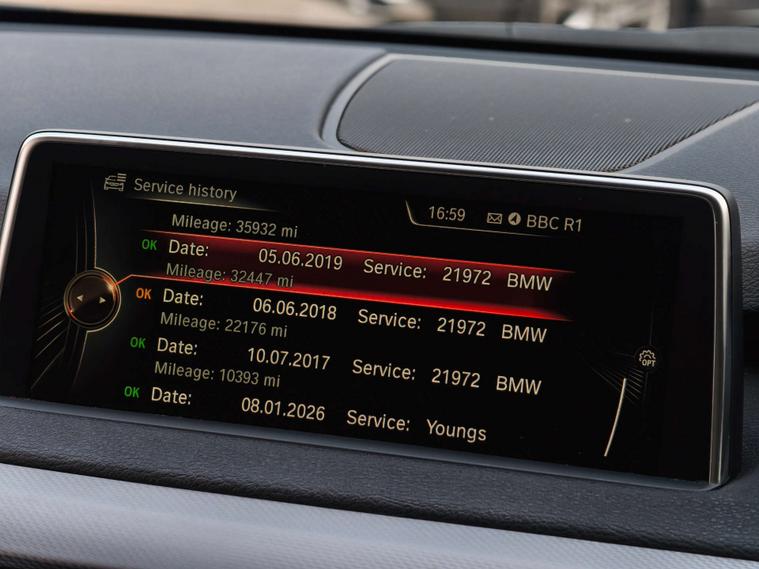 Service history
16:59 BBC R1
Mileage: 35932 mi
OK Date: 05.06.2019 Service: 21972 BMW
Mileage: 32447 mi
OK Date: 06.06.2018 Service: 21972 BMW
Mileage: 22176 mi
OK Date: 10.07.2017 Service: 21972 BMW
Mileage: 10393 mi
OK Date: 08.01.2026 Service: Youngs
OPT